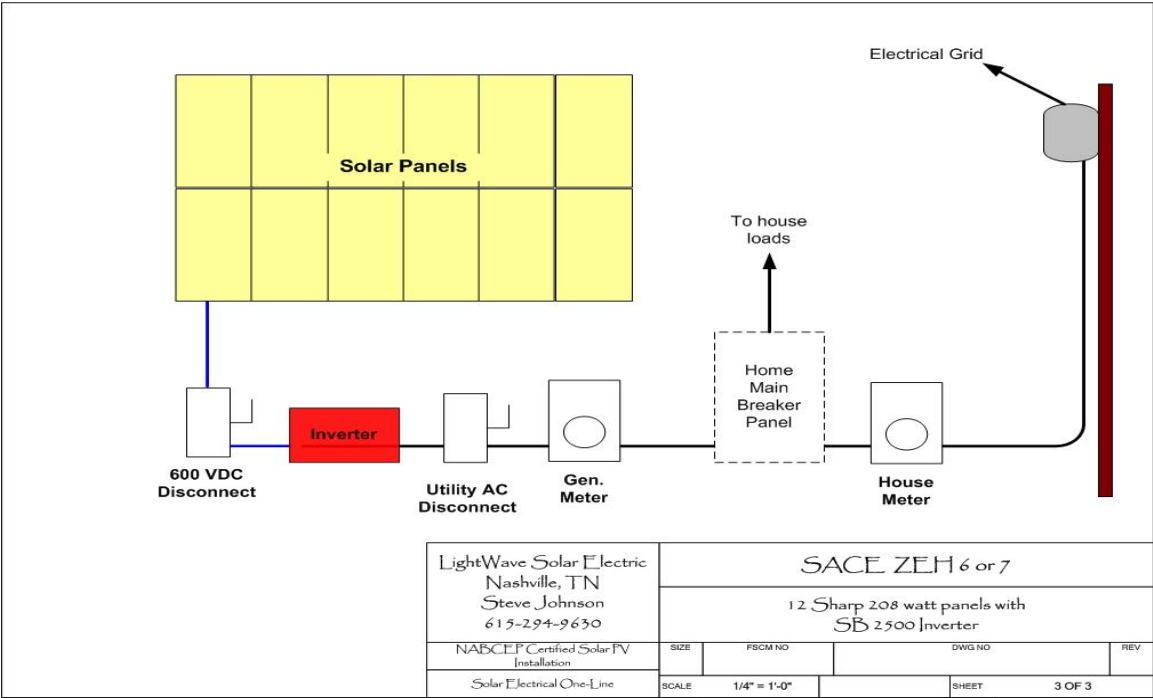 Electrical Grid
Solar Panels
To house
loads
Home
Main
Breaker
Panel
Inverter
600 VDC
Disconnect
Utility AC
Disconnect
Gen.
Meter
House
Meter
LightWave Solar Electric
Nashville, TN
Steve Johnson
615-294-9630
NABCEP Certified Solar PV
Installation
Solar Electrical One-Line
SACE ZEH 6 or 7
12 Sharp 208 watt panels with
SB 2500 Inverter
SIZE FSCM NO DWG NO REV
SCALE 1/4" = 1'-0" SHEET 3 OF 3